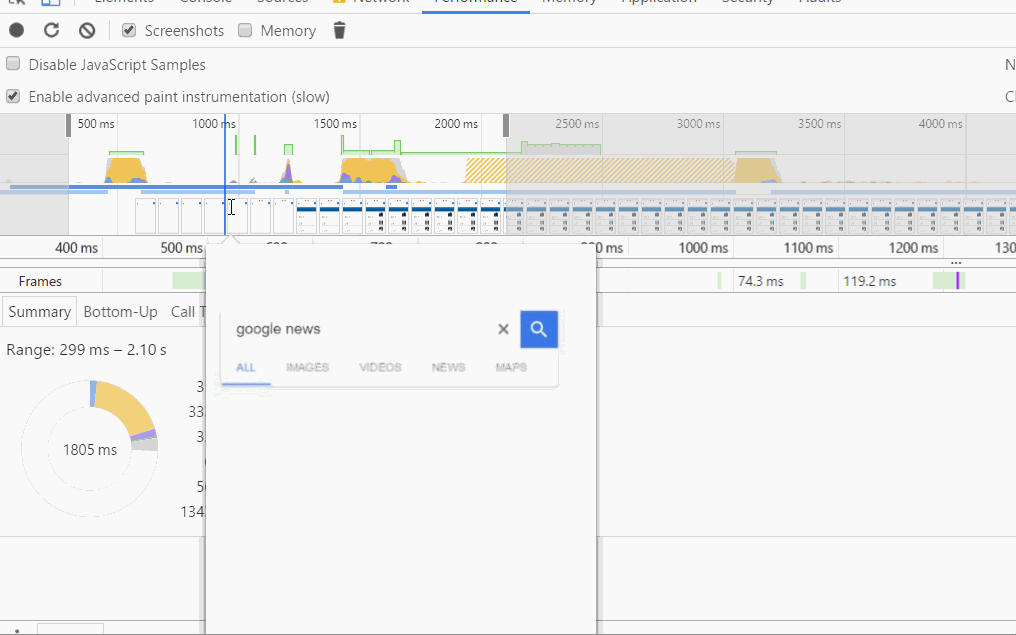 Elements Console Sources Network Performance Memory Application Security Audits
Screenshots Memory
Disable JavaScript Samples N
Enable advanced paint instrumentation (slow) Cl
500 ms 1000 ms 1500 ms 2000 ms 2500 ms 3000 ms 3500 ms 4000 ms
400 ms 500 ms 1000 ms 1100 ms 1200 ms 130
Frames 74.3 ms 119.2 ms
Summary Bottom-Up Call T
Range: 299 ms – 2.10 s
google news
ALL IMAGES VIDEOS NEWS MAPS
1805 ms
3
33
3
5
134